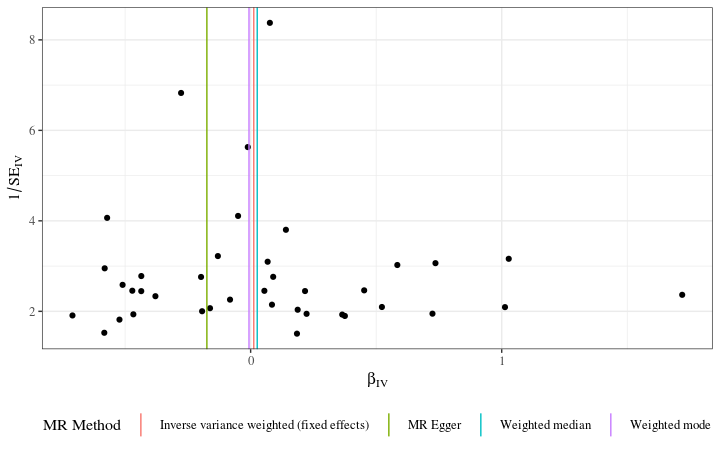 8
6
4
2
1/SE_IV
0 1
β_IV
MR Method Inverse variance weighted (fixed effects) MR Egger Weighted median Weighted mode